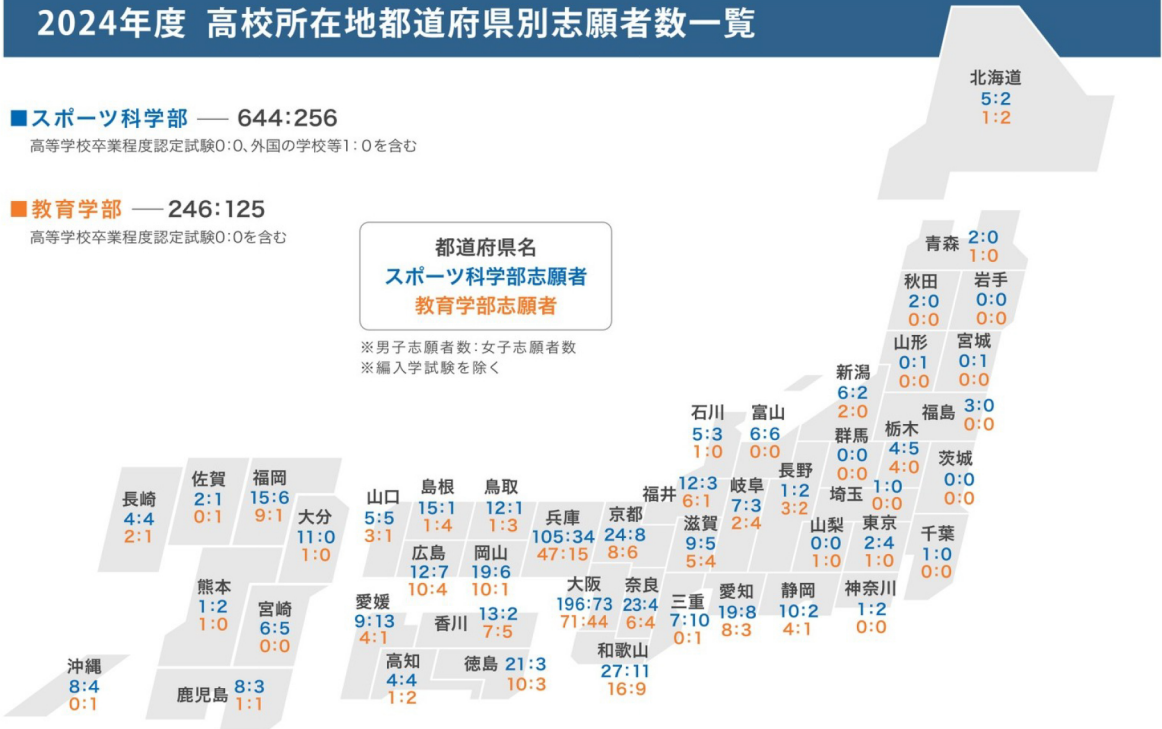 2024年度 高校所在地都道府県別志願者数一覧
■スポーツ科学部 ── 644:256
高等学校卒業程度認定試験0:0、外国の学校等1:0を含む
■教育学部 ── 246:125
高等学校卒業程度認定試験0:0を含む
都道府県名
スポーツ科学部志願者
教育学部志願者
※男子志願者数:女子志願者数
※編入学試験を除く
北海道
5:2
1:2
青森
2:0
1:0
秋田
2:0
0:0
岩手
0:0
0:0
山形
0:1
0:0
宮城
0:1
0:0
新潟
6:2
2:0
福島
3:0
0:0
石川
5:3
1:0
富山
6:6
0:0
群馬
0:0
0:0
栃木
4:5
4:0
茨城
0:0
0:0
福井
12:3
6:1
岐阜
7:3
2:4
長野
1:2
3:2
埼玉
1:0
0:0
滋賀
9:5
5:4
山梨
0:0
1:0
東京
2:4
1:0
千葉
1:0
0:0
長崎
4:4
2:1
佐賀
2:1
0:1
福岡
15:6
9:1
大分
11:0
1:0
熊本
1:2
1:0
宮崎
6:5
0:0
沖縄
8:4
0:1
鹿児島
8:3
1:1
山口
5:5
3:1
島根
15:1
1:4
鳥取
12:1
1:3
兵庫
105:34
47:15
京都
24:8
8:6
広島
12:7
10:4
岡山
19:6
10:1
大阪
196:73
71:44
奈良
23:4
6:4
三重
7:10
0:1
愛知
19:8
8:3
静岡
10:2
4:1
神奈川
1:2
0:0
愛媛
9:13
4:1
香川
13:2
7:5
高知
4:4
1:2
徳島
21:3
10:3
和歌山
27:11
16:9